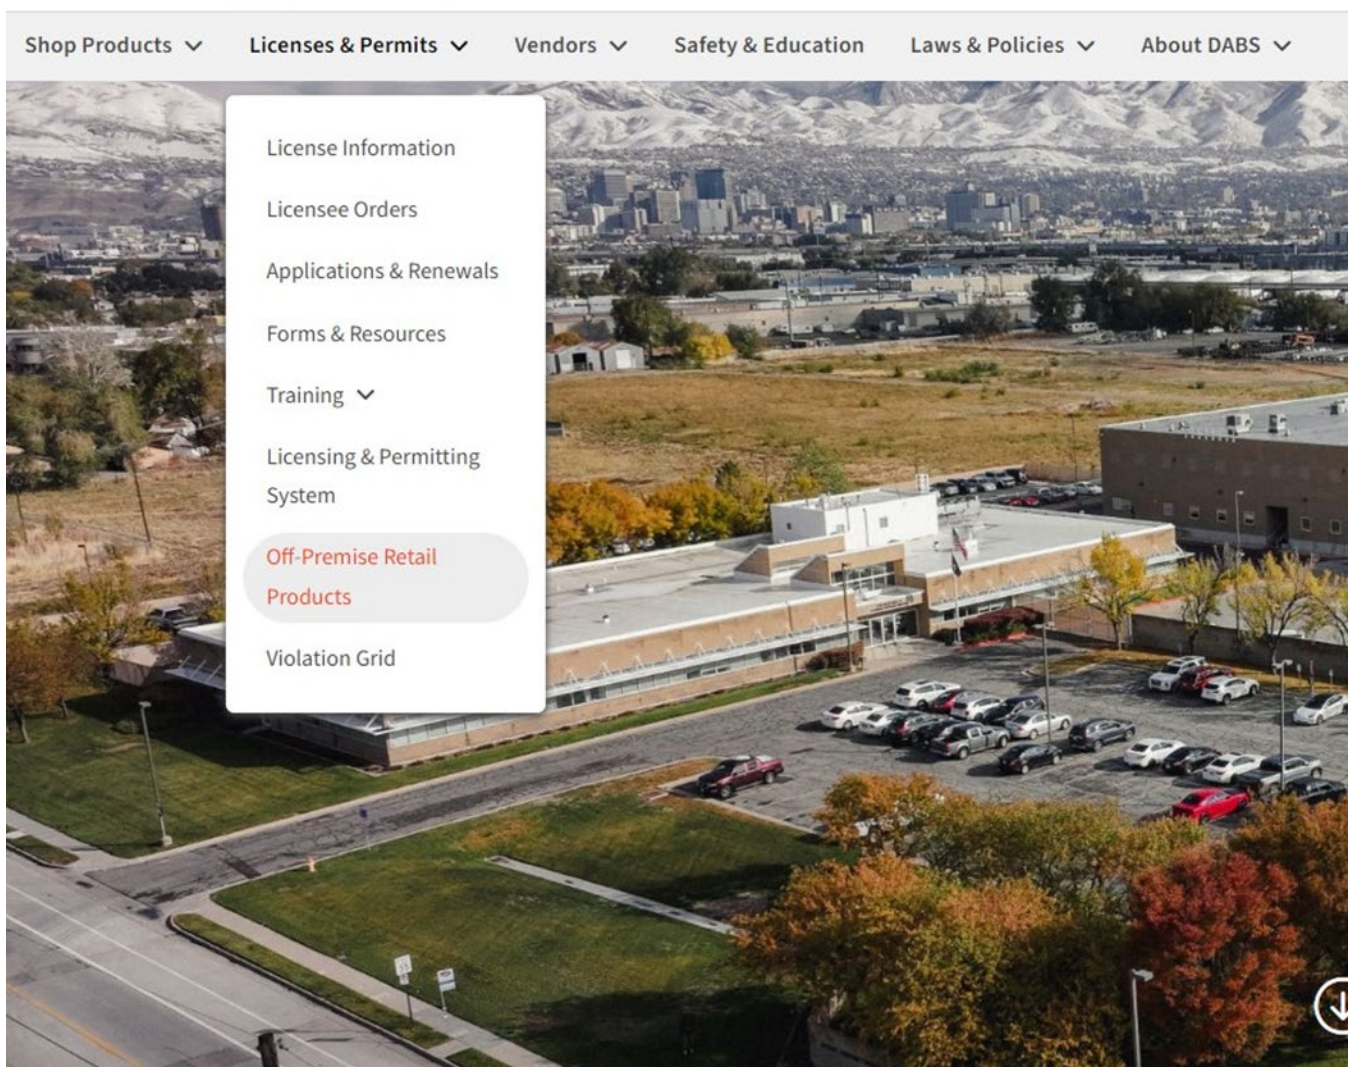 Shop Products Licenses & Permits Vendors Safety & Education Laws & Policies About DABS
License Information
Licensee Orders
Applications & Renewals
Forms & Resources
Training
Licensing & Permitting
System
Off-Premise Retail
Products
Violation Grid